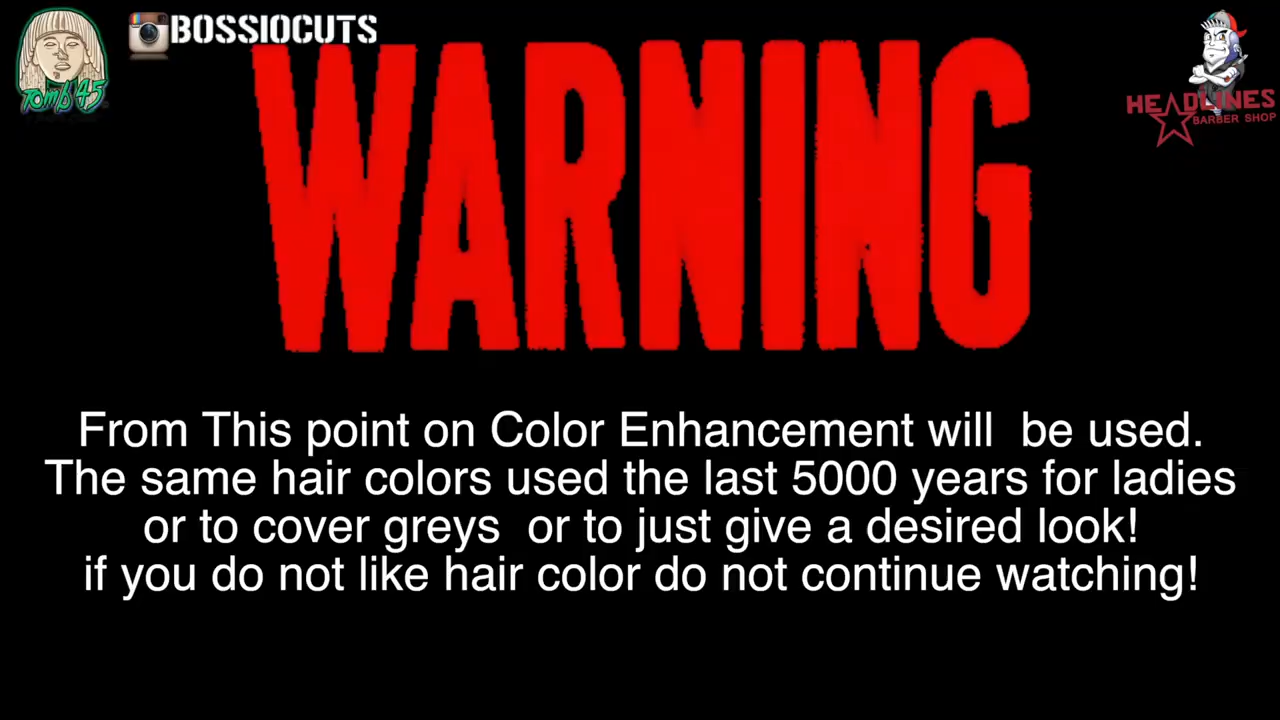 BOSSIOCUTS
Tomb45
HEADLINES
BARBER SHOP
WARNING
From This point on Color Enhancement will  be used.
The same hair colors used the last 5000 years for ladies
or to cover greys  or to just give a desired look!
if you do not like hair color do not continue watching!